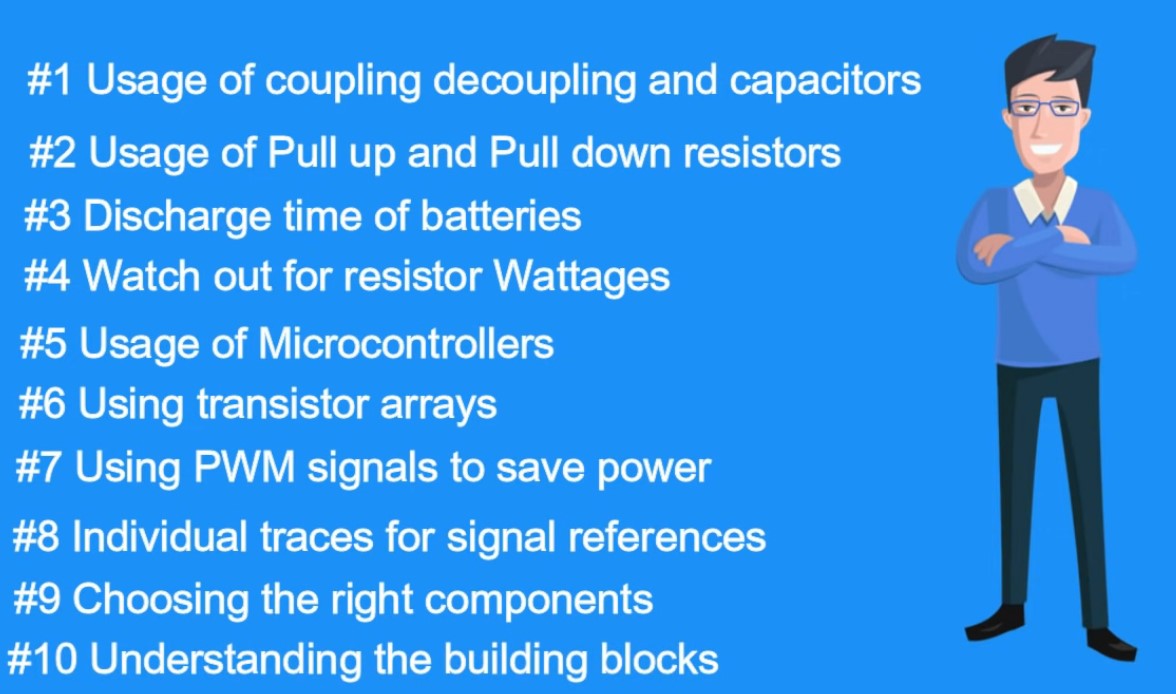 #1 Usage of coupling decoupling and capacitors
#2 Usage of Pull up and Pull down resistors
#3 Discharge time of batteries
#4 Watch out for resistor Wattages
#5 Usage of Microcontrollers
#6 Using transistor arrays
#7 Using PWM signals to save power
#8 Individual traces for signal references
#9 Choosing the right components
#10 Understanding the building blocks